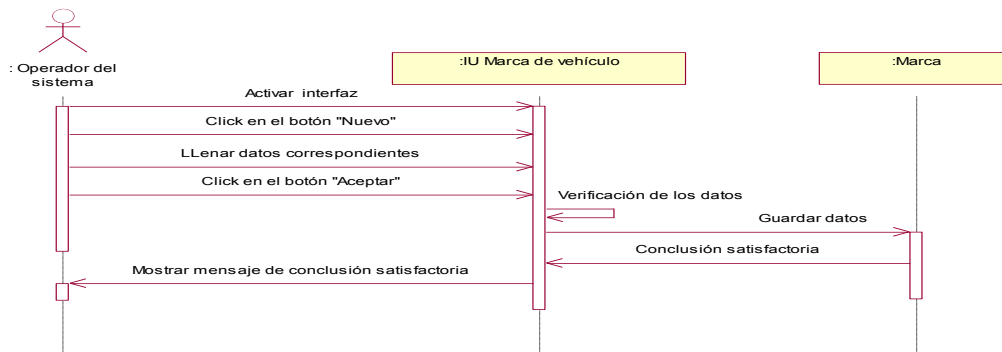 : Operador del
sistema
:IU Marca de vehículo
:Marca
Activar interfaz
Click en el botón "Nuevo"
LLenar datos correspondientes
Click en el botón "Aceptar"
Verificación de los datos
Guardar datos
Conclusión satisfactoria
Mostrar mensaje de conclusión satisfactoria